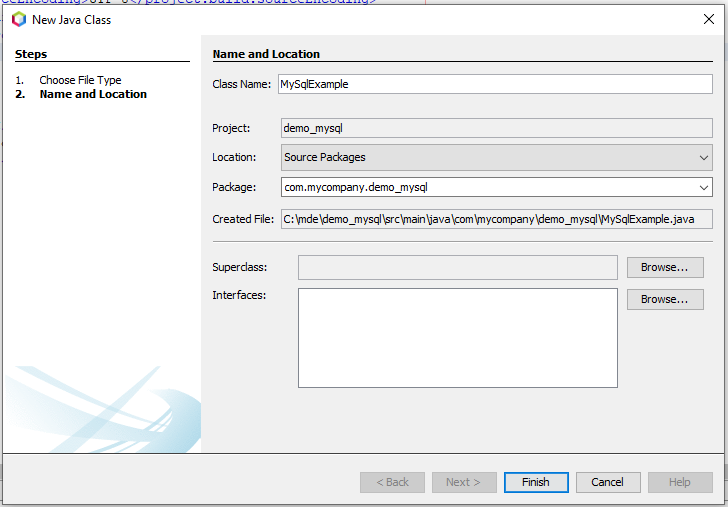 New Java Class
Steps
1. Choose File Type
2. Name and Location
Name and Location
Class Name: MySqlExample
Project: demo_mysql
Location: Source Packages
Package: com.mycompany.demo_mysql
Created File: C:\mde\demo_mysql\src\main\java\com\mycompany\demo_mysql\MySqlExample.java
Superclass: Browse...
Interfaces: Browse...
< Back Next > Finish Cancel Help